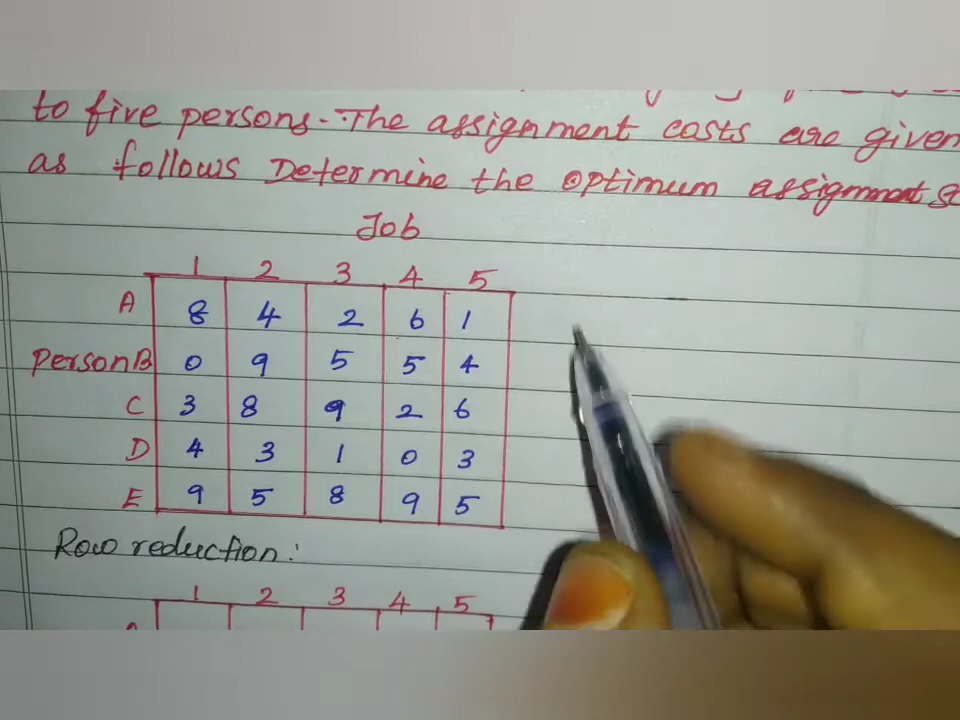 to five persons. The assignment costs are given
as follows Determine the optimum assignment
Job
1 2 3 4 5
A 8 4 2 6 1
Person B 0 9 5 5 4
C 3 8 9 2 6
D 4 3 1 0 3
E 9 5 8 9 5
Row reduction:
1 2 3 4 5